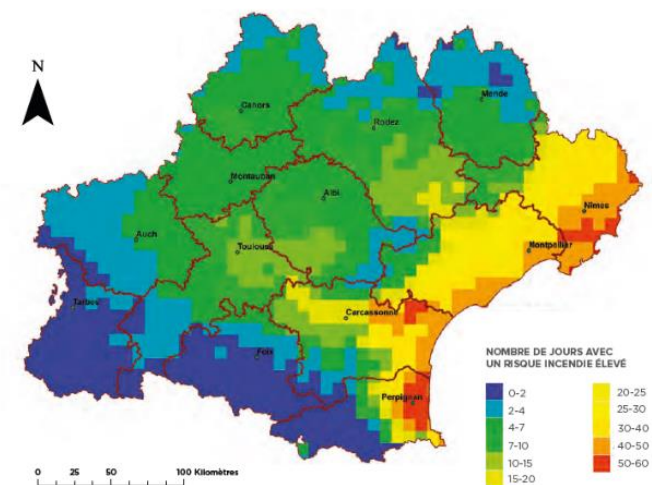 N
Cahors
Mende
Rodez
Montauban
Albi
Nîmes
Auch
Toulouse
Montpellier
Tarbes
Carcassonne
Foix
Perpignan
NOMBRE DE JOURS AVEC
UN RISQUE INCENDIE ÉLEVÉ
0-2
2-4
4-7
7-10
10-15
15-20
20-25
25-30
30-40
40-50
50-60
0 25 50 100 Kilomètres